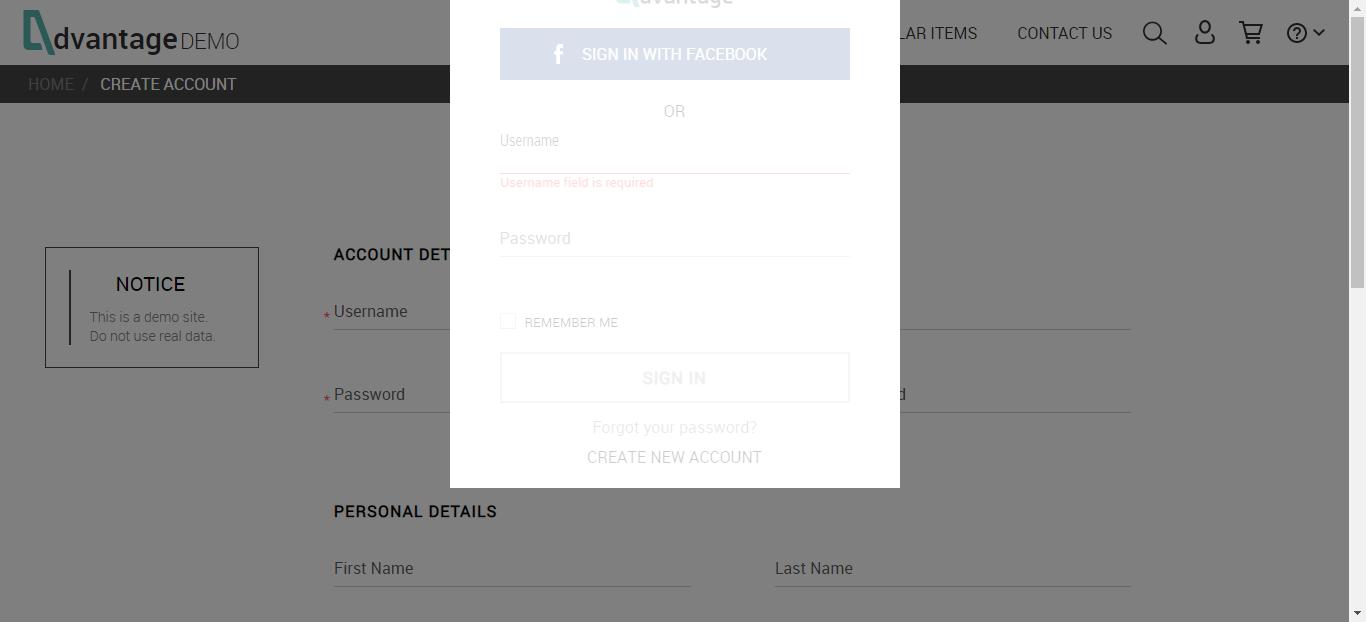 dvantage DEMO
LAR ITEMS
CONTACT US
HOME / CREATE ACCOUNT
dvantage
SIGN IN WITH FACEBOOK
OR
Username
Username field is required
Password
REMEMBER ME
SIGN IN
Forgot your password?
CREATE NEW ACCOUNT
NOTICE
This is a demo site.
Do not use real data.
ACCOUNT DET
* Username
* Password
d
PERSONAL DETAILS
First Name
Last Name